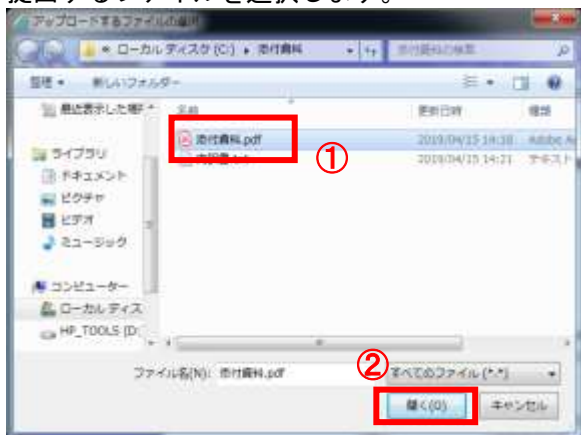 提出するファイルを選択します。
アップロードするファイルの選択
« ローカル ディスク (C:) ▸ 添付資料
添付資料の検索
整理 ▾ 新しいフォルダー
最近表示した場 名前 更新日時 種類
添付資料.pdf 2019/04/15 14:18 Adobe A
①
内訳書 2019/04/15 14:21 テキスト
ライブラリ
ドキュメント
ピクチャ
ビデオ
ミュージック
コンピューター
ローカル ディス
HP_TOOLS (D:
ファイル名(N): 添付資料.pdf ② すべてのファイル (*.*)
開く(O) キャンセル